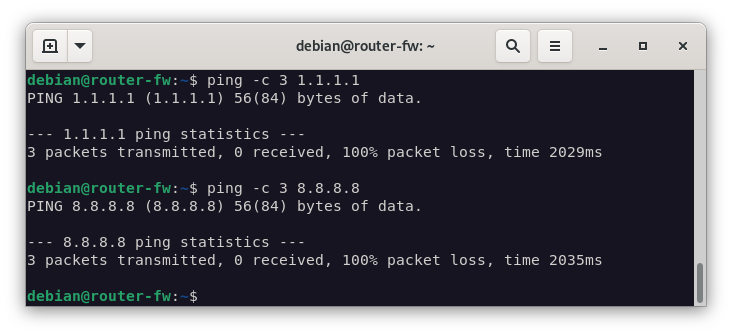 debian@router-fw: ~
debian@router-fw:~$ ping -c 3 1.1.1.1
PING 1.1.1.1 (1.1.1.1) 56(84) bytes of data.
--- 1.1.1.1 ping statistics ---
3 packets transmitted, 0 received, 100% packet loss, time 2029ms
debian@router-fw:~$ ping -c 3 8.8.8.8
PING 8.8.8.8 (8.8.8.8) 56(84) bytes of data.
--- 8.8.8.8 ping statistics ---
3 packets transmitted, 0 received, 100% packet loss, time 2035ms
debian@router-fw:~$